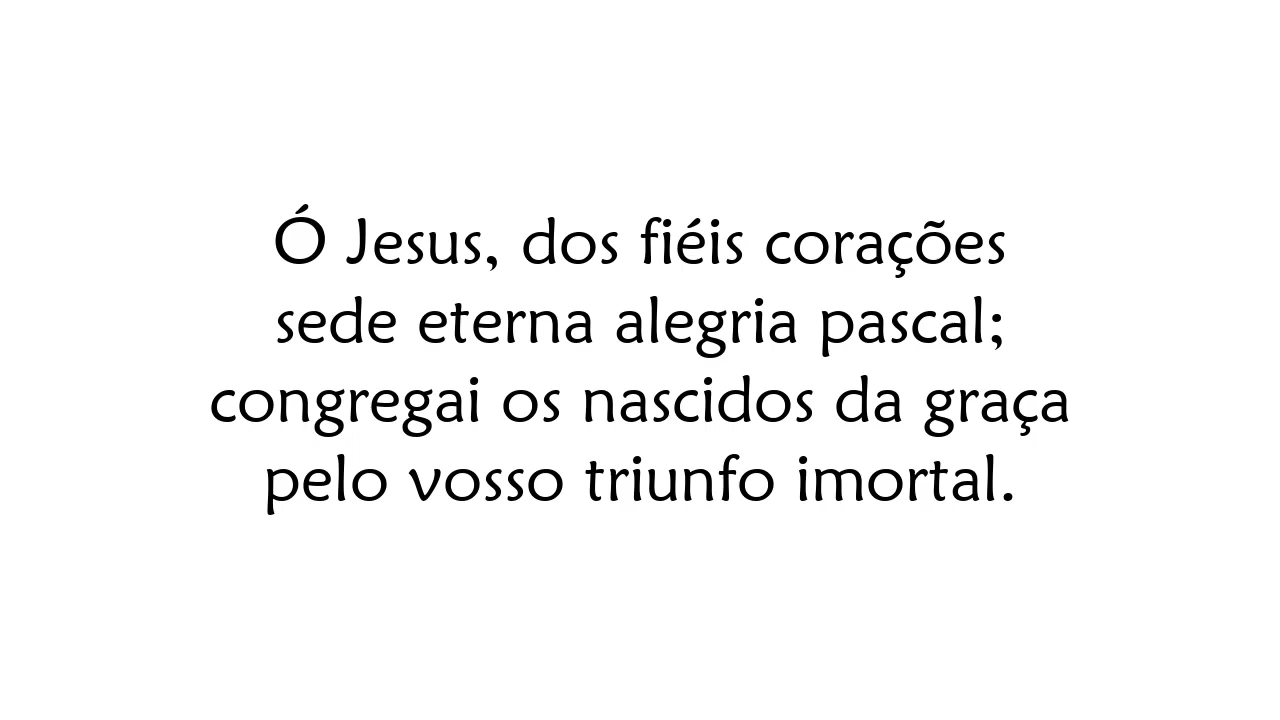 Ó Jesus, dos fiéis corações
sede eterna alegria pascal;
congregai os nascidos da graça
pelo vosso triunfo imortal.